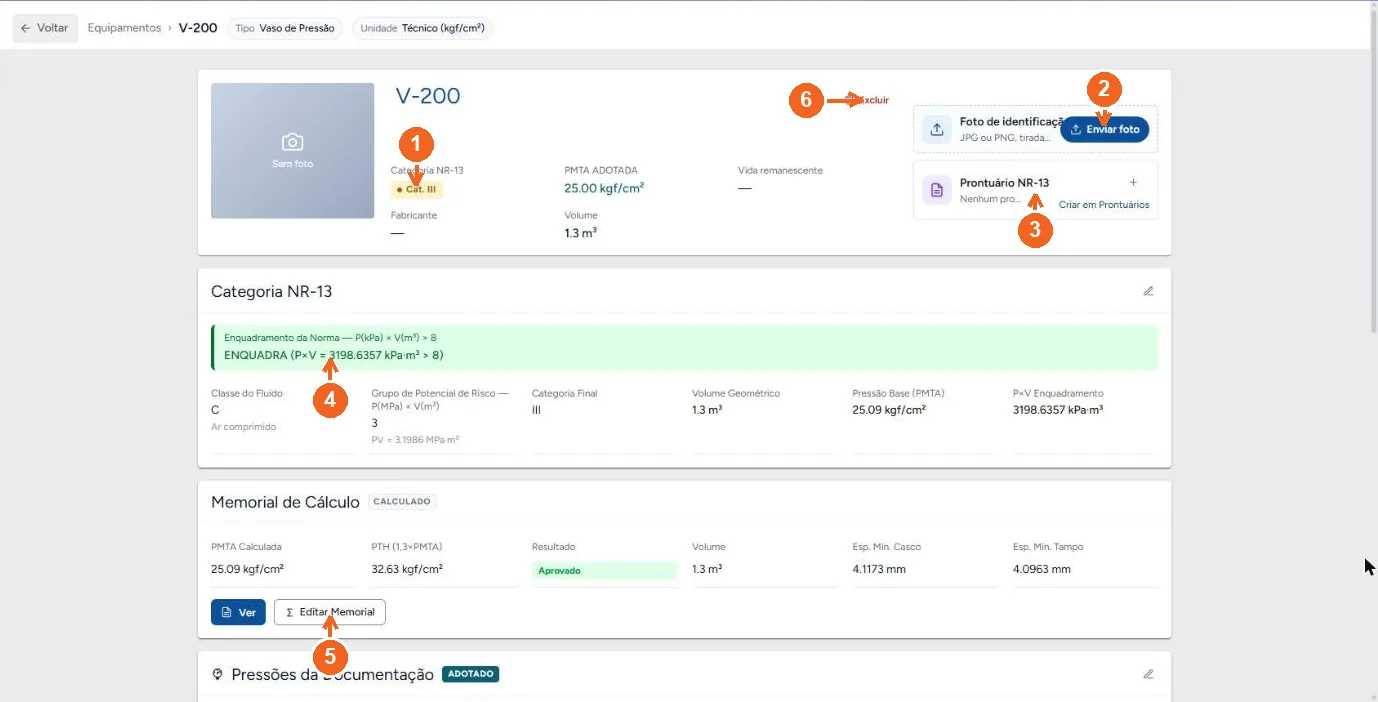 Voltar
Equipamentos › V-200
Tipo Vaso de Pressão
Unidade Técnico (kgf/cm²)
Sem foto
V-200
1
Categoria NR-13
Cat. III
Fabricante
—
PMTA ADOTADA
25.00 kgf/cm²
Volume
1.3 m³
Vida remanescente
—
6
Excluir
2
Foto de identificaçã
JPG ou PNG, tirada...
Enviar foto
Prontuário NR-13
Nenhum pro...
+
Criar em Prontuários
3
Categoria NR-13
Enquadramento da Norma — P(kPa) × V(m³) > 8
ENQUADRA (P×V = 3198.6357 kPa·m³ > 8)
4
Classe do Fluido
C
Ar comprimido
Grupo de Potencial de Risco —
P(MPa) × V(m³)
3
PV = 3.1986 MPa·m³
Categoria Final
III
Volume Geométrico
1.3 m³
Pressão Base (PMTA)
25.09 kgf/cm²
P×V Enquadramento
3198.6357 kPa·m³
Memorial de Cálculo
CALCULADO
PMTA Calculada
25.09 kgf/cm²
PTH (1,3×PMTA)
32.63 kgf/cm²
Resultado
Aprovado
Volume
1.3 m³
Esp. Mín. Casco
4.1173 mm
Esp. Mín. Tampo
4.0963 mm
Ver
Σ Editar Memorial
5
Pressões da Documentação
ADOTADO